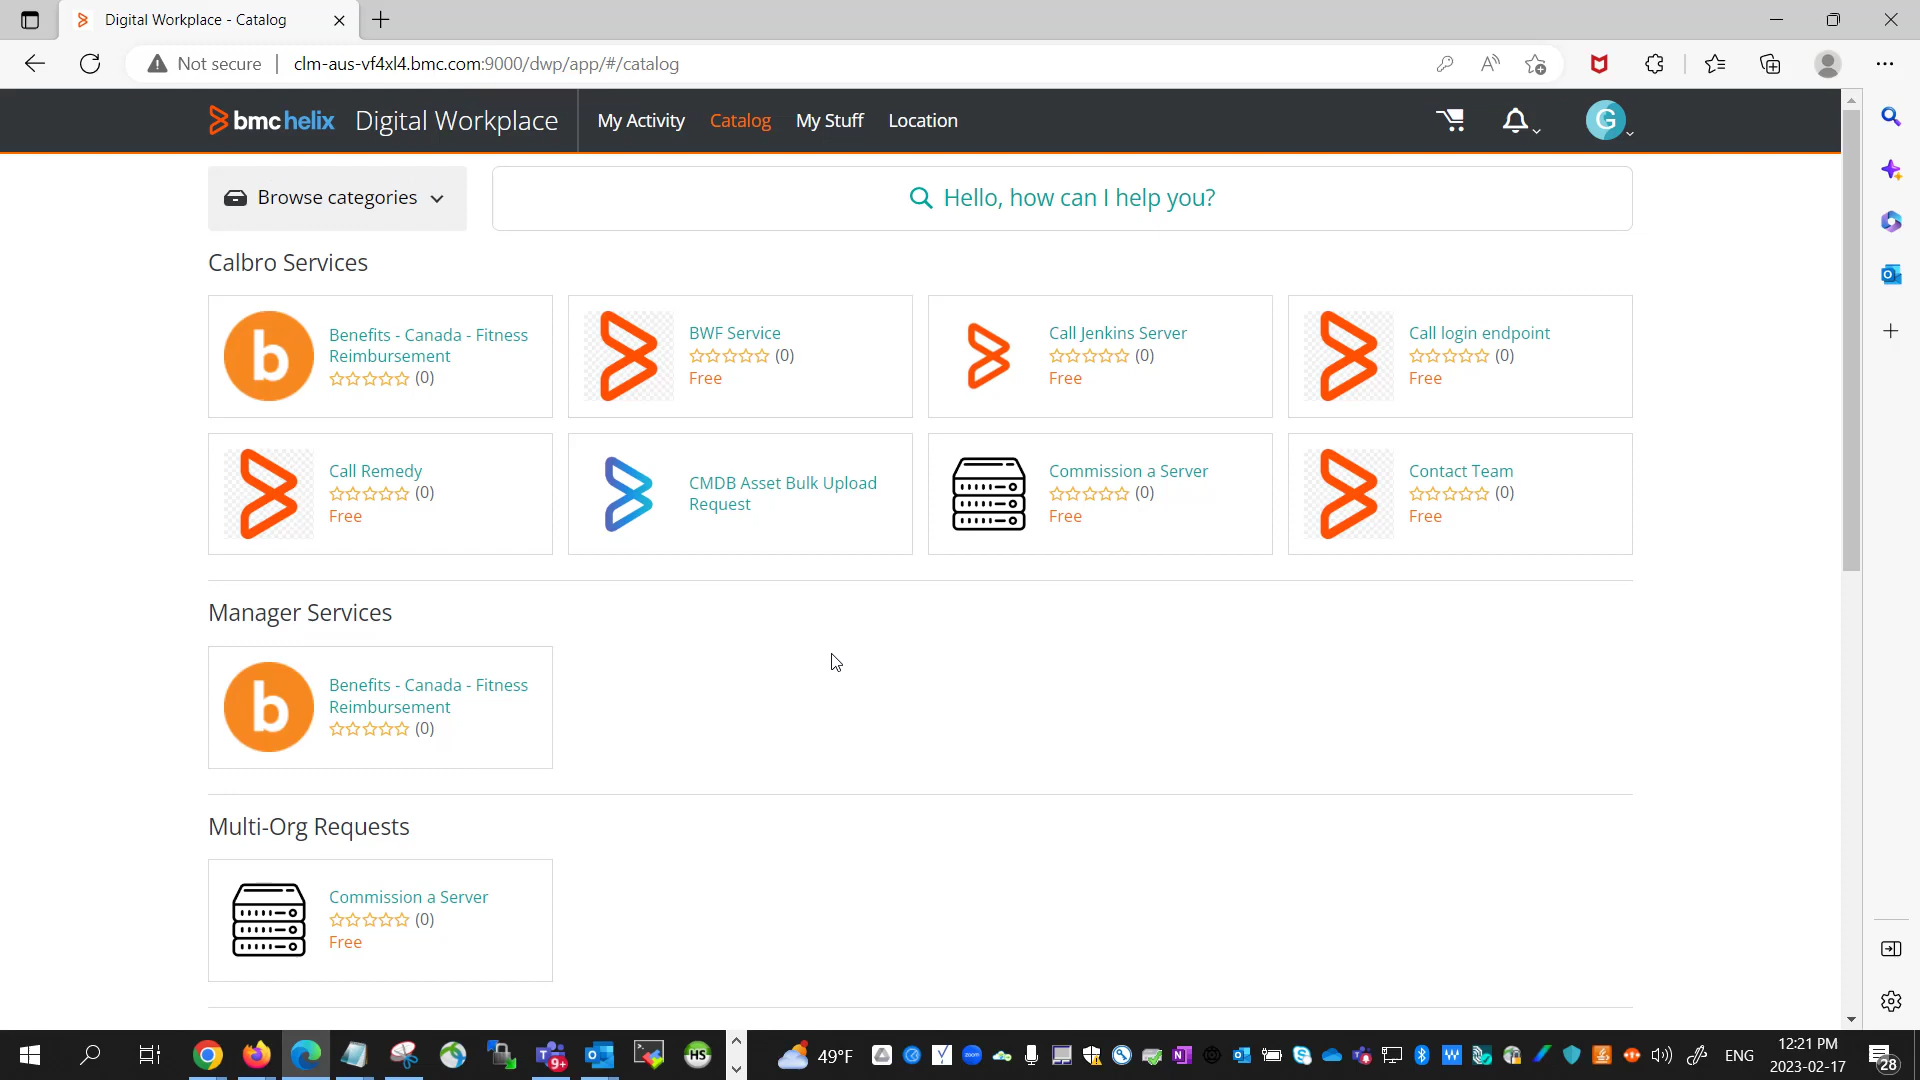 Digital Workplace - Catalog
Not secure
clm-aus-vf4xl4.bmc.com:9000/dwp/app/#/catalog
bmc helix
Digital Workplace
My Activity
Catalog
My Stuff
Location
G
Browse categories
Hello, how can I help you?
Calbro Services
b
Benefits - Canada - Fitness
Reimbursement
(0)
BWF Service
(0)
Free
Call Jenkins Server
(0)
Free
Call login endpoint
(0)
Free
Call Remedy
(0)
Free
CMDB Asset Bulk Upload
Request
Commission a Server
(0)
Free
Contact Team
(0)
Free
Manager Services
b
Benefits - Canada - Fitness
Reimbursement
(0)
Multi-Org Requests
Commission a Server
(0)
Free
9+
HS
49°F
zoom
ENG
12:21 PM
2023-02-17
28